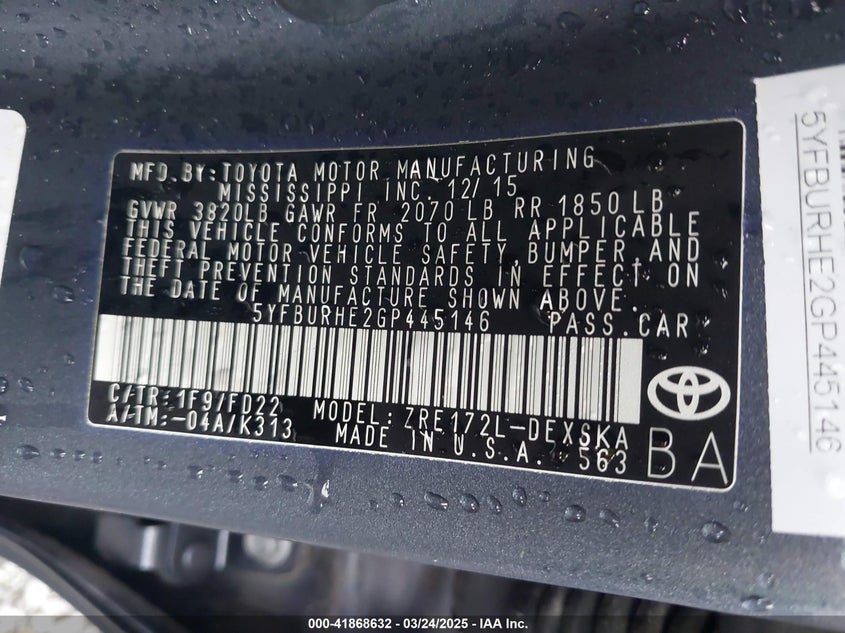 MFD. BY: TOYOTA MOTOR MANUFACTURING
MISSISSIPPI INC. 12/15
GVWR 3820LB GAWR FR 2070 LB RR 1850 LB
THIS VEHICLE CONFORMS TO ALL APPLICABLE
FEDERAL MOTOR VEHICLE SAFETY, BUMPER, AND
THEFT PREVENTION STANDARDS IN EFFECT ON
THE DATE OF MANUFACTURE SHOWN ABOVE.
5YFBURHE2GP445146 PASS. CAR
C/TR: 1F9/FD22 MODEL: ZRE172L-DEXSKA
A/TM: -04A/K313 MADE IN U.S.A. 563
BA
5YFBURHE2GP445146
000-41868632 - 03/24/2025 - IAA Inc.